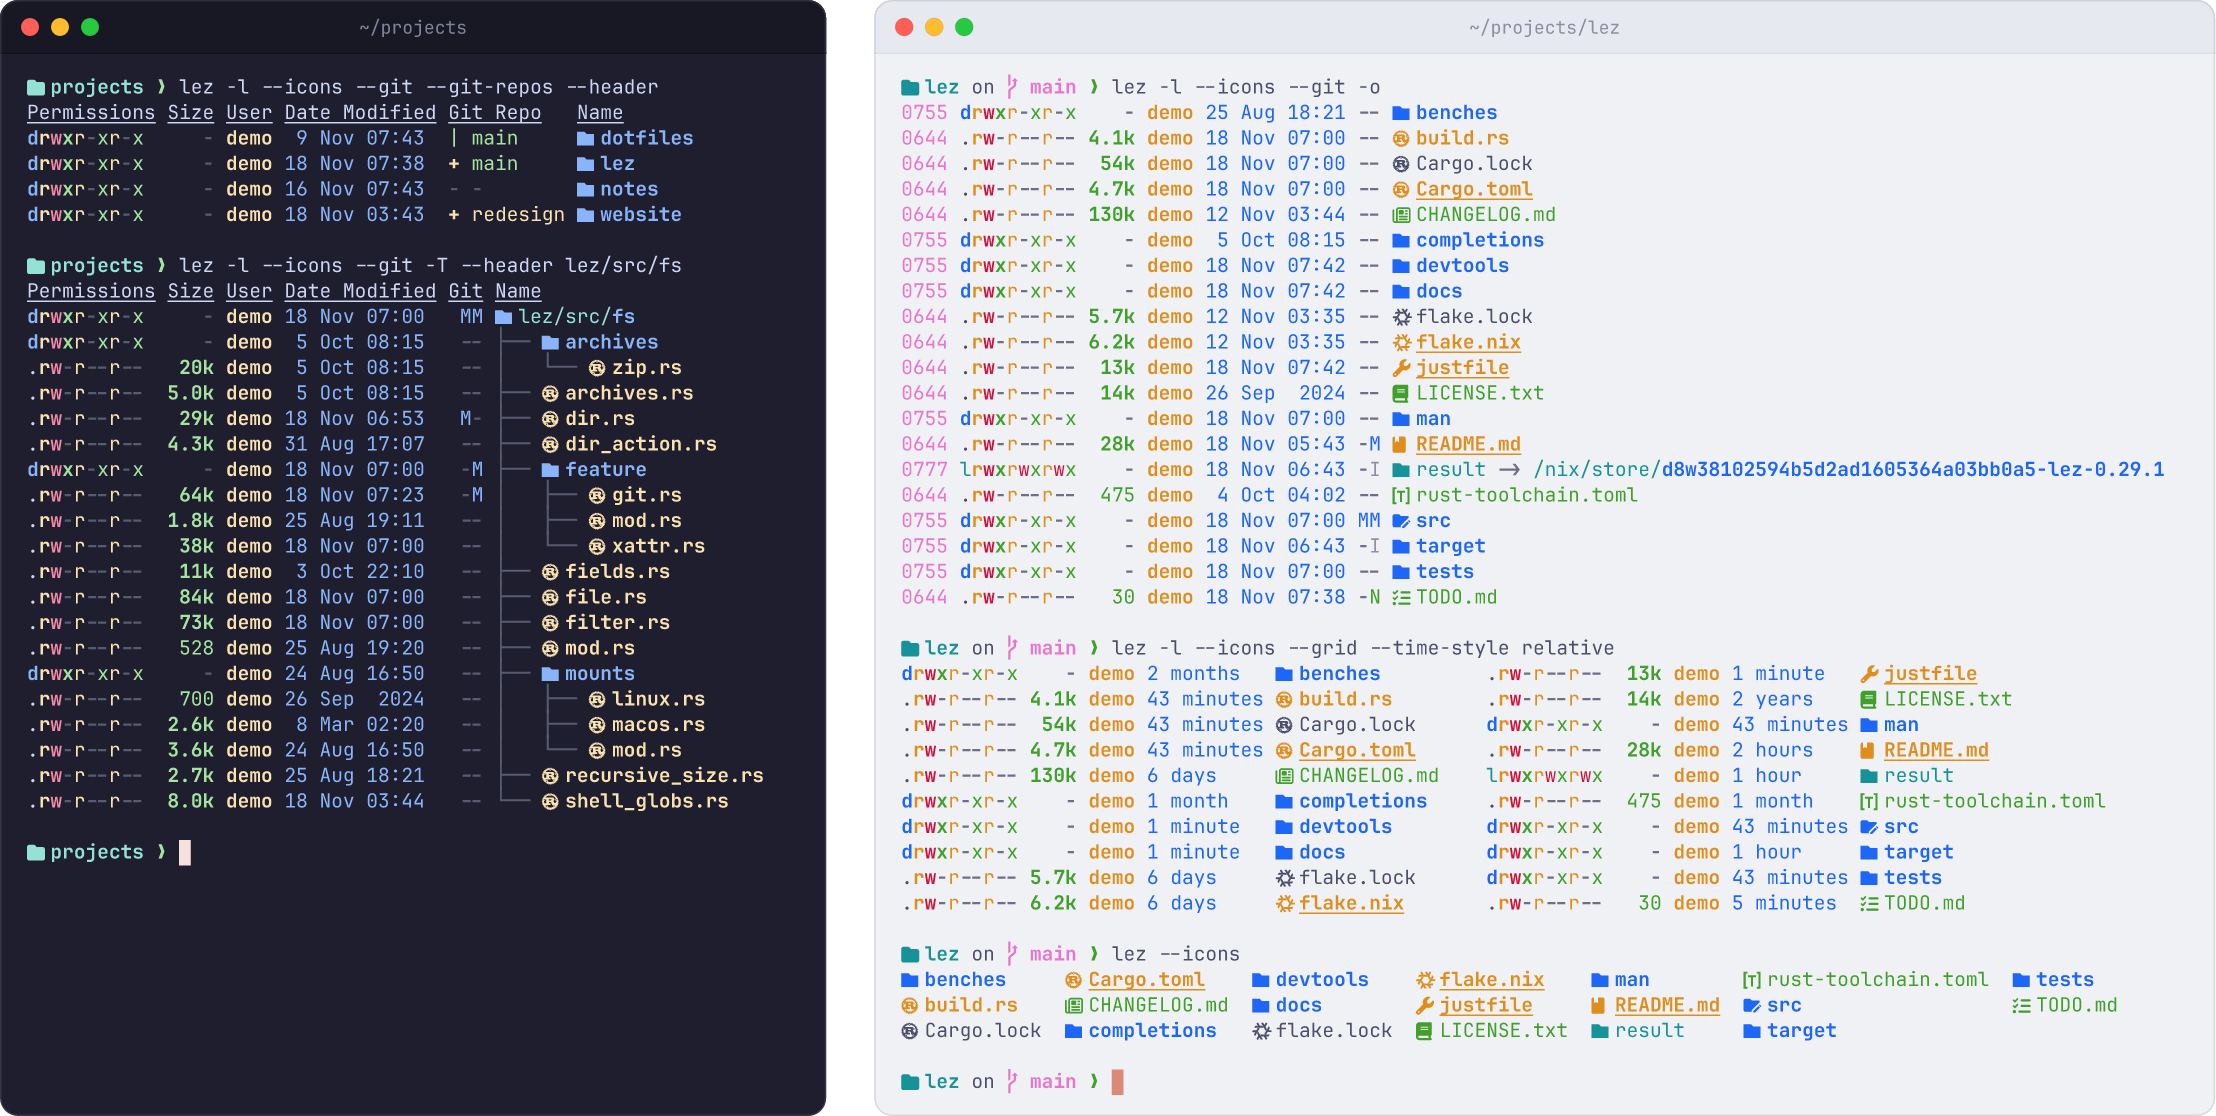 ~/projects
projects ❯ lez -l --icons --git --git-repos --header
Permissions Size User Date Modified Git Repo Name
drwxr-xr-x - demo 9 Nov 07:43 | main dotfiles
drwxr-xr-x - demo 18 Nov 07:38 + main lez
drwxr-xr-x - demo 16 Nov 07:43 - - notes
drwxr-xr-x - demo 18 Nov 03:43 + redesign website
projects ❯ lez -l --icons --git -T --header lez/src/fs
Permissions Size User Date Modified Git Name
drwxr-xr-x - demo 18 Nov 07:00 MM lez/src/fs
drwxr-xr-x - demo 5 Oct 08:15 -- ├── archives
.rw-r--r-- 20k demo 5 Oct 08:15 -- │   └── zip.rs
.rw-r--r-- 5.0k demo 5 Oct 08:15 -- ├── archives.rs
.rw-r--r-- 29k demo 18 Nov 06:53 M- ├── dir.rs
.rw-r--r-- 4.3k demo 31 Aug 17:07 -- ├── dir_action.rs
drwxr-xr-x - demo 18 Nov 07:00 -M ├── feature
.rw-r--r-- 64k demo 18 Nov 07:23 -M │   ├── git.rs
.rw-r--r-- 1.8k demo 25 Aug 19:11 -- │   ├── mod.rs
.rw-r--r-- 38k demo 18 Nov 07:00 -- │   └── xattr.rs
.rw-r--r-- 11k demo 3 Oct 22:10 -- ├── fields.rs
.rw-r--r-- 84k demo 18 Nov 07:00 -- ├── file.rs
.rw-r--r-- 73k demo 18 Nov 07:00 -- ├── filter.rs
.rw-r--r-- 528 demo 25 Aug 19:20 -- ├── mod.rs
drwxr-xr-x - demo 24 Aug 16:50 -- ├── mounts
.rw-r--r-- 700 demo 26 Sep 2024 -- │   ├── linux.rs
.rw-r--r-- 2.6k demo 8 Mar 02:20 -- │   ├── macos.rs
.rw-r--r-- 3.6k demo 24 Aug 16:50 -- │   └── mod.rs
.rw-r--r-- 2.7k demo 25 Aug 18:21 -- ├── recursive_size.rs
.rw-r--r-- 8.0k demo 18 Nov 03:44 -- └── shell_globs.rs
projects ❯
~/projects/lez
lez on main ❯ lez -l --icons --git -o
0755 drwxr-xr-x - demo 25 Aug 18:21 -- benches
0644 .rw-r--r-- 4.1k demo 18 Nov 07:00 -- build.rs
0644 .rw-r--r-- 54k demo 18 Nov 07:00 -- Cargo.lock
0644 .rw-r--r-- 4.7k demo 18 Nov 07:00 -- Cargo.toml
0644 .rw-r--r-- 130k demo 12 Nov 03:44 -- CHANGELOG.md
0755 drwxr-xr-x - demo 5 Oct 08:15 -- completions
0755 drwxr-xr-x - demo 18 Nov 07:42 -- devtools
0755 drwxr-xr-x - demo 18 Nov 07:42 -- docs
0644 .rw-r--r-- 5.7k demo 12 Nov 03:35 -- flake.lock
0644 .rw-r--r-- 6.2k demo 12 Nov 03:35 -- flake.nix
0644 .rw-r--r-- 13k demo 18 Nov 07:42 -- justfile
0644 .rw-r--r-- 14k demo 26 Sep 2024 -- LICENSE.txt
0755 drwxr-xr-x - demo 18 Nov 07:00 -- man
0644 .rw-r--r-- 28k demo 18 Nov 05:43 -M README.md
0777 lrwxrwxrwx - demo 18 Nov 06:43 -I result -> /nix/store/d8w38102594b5d2ad1605364a03bb0a5-lez-0.29.1
0644 .rw-r--r-- 475 demo 4 Oct 04:02 -- rust-toolchain.toml
0755 drwxr-xr-x - demo 18 Nov 07:00 MM src
0755 drwxr-xr-x - demo 18 Nov 06:43 -I target
0755 drwxr-xr-x - demo 18 Nov 07:00 -- tests
0644 .rw-r--r-- 30 demo 18 Nov 07:38 -N TODO.md
lez on main ❯ lez -l --icons --grid --time-style relative
drwxr-xr-x - demo 2 months benches .rw-r--r-- 13k demo 1 minute justfile
.rw-r--r-- 4.1k demo 43 minutes build.rs .rw-r--r-- 14k demo 2 years LICENSE.txt
.rw-r--r-- 54k demo 43 minutes Cargo.lock drwxr-xr-x - demo 43 minutes man
.rw-r--r-- 4.7k demo 43 minutes Cargo.toml .rw-r--r-- 28k demo 2 hours README.md
.rw-r--r-- 130k demo 6 days CHANGELOG.md lrwxrwxrwx - demo 1 hour result
drwxr-xr-x - demo 1 month completions .rw-r--r-- 475 demo 1 month rust-toolchain.toml
drwxr-xr-x - demo 1 minute devtools drwxr-xr-x - demo 43 minutes src
drwxr-xr-x - demo 1 minute docs drwxr-xr-x - demo 1 hour target
.rw-r--r-- 5.7k demo 6 days flake.lock drwxr-xr-x - demo 43 minutes tests
.rw-r--r-- 6.2k demo 6 days flake.nix .rw-r--r-- 30 demo 5 minutes TODO.md
lez on main ❯ lez --icons
benches Cargo.toml devtools flake.nix man rust-toolchain.toml tests
build.rs CHANGELOG.md docs justfile README.md src TODO.md
Cargo.lock completions flake.lock LICENSE.txt result target
lez on main ❯